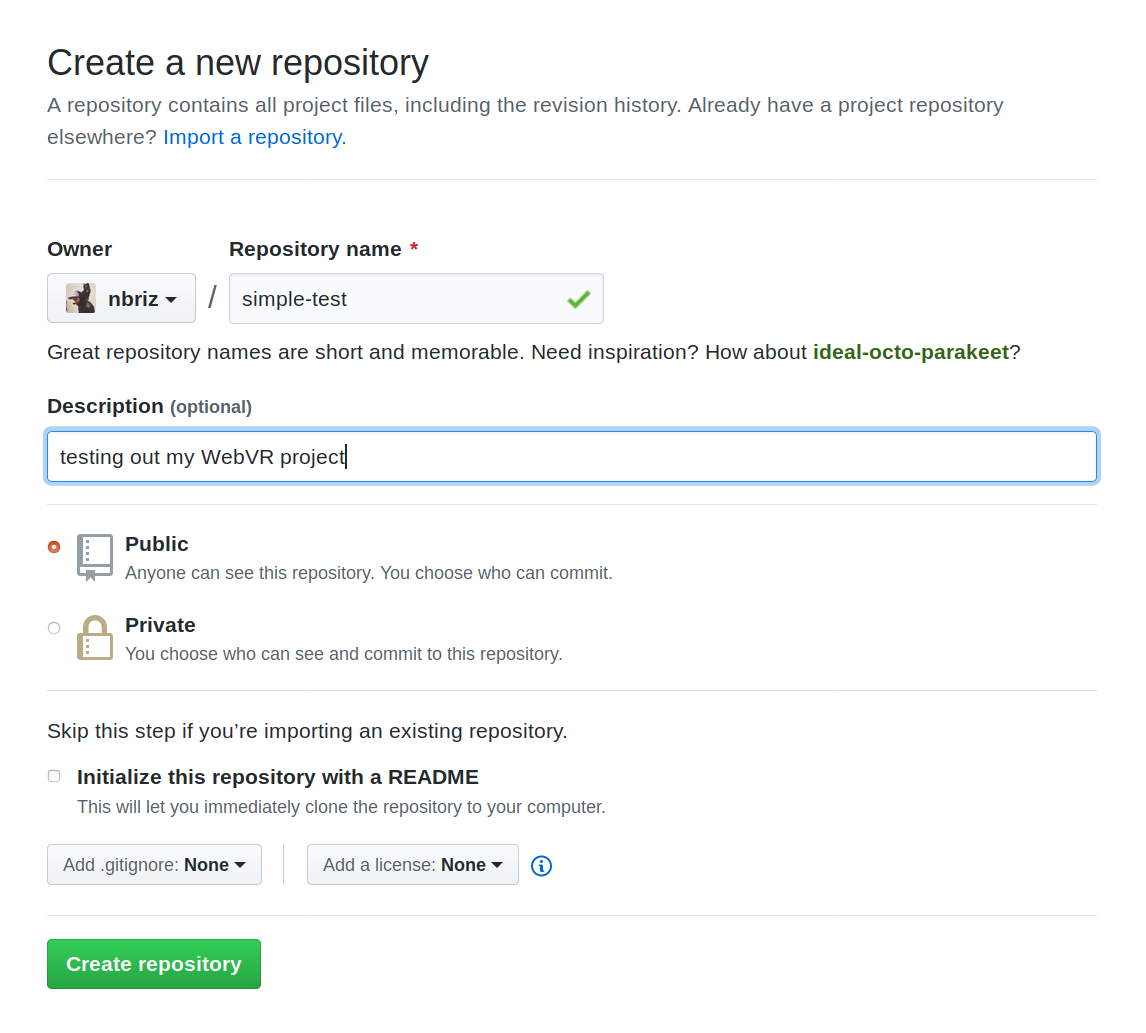 Create a new repository
A repository contains all project files, including the revision history. Already have a project repository
elsewhere? Import a repository.
Owner Repository name *
nbriz / simple-test
Great repository names are short and memorable. Need inspiration? How about ideal-octo-parakeet?
Description (optional)
testing out my WebVR project
Public
Anyone can see this repository. You choose who can commit.
Private
You choose who can see and commit to this repository.
Skip this step if you’re importing an existing repository.
Initialize this repository with a README
This will let you immediately clone the repository to your computer.
Add .gitignore: None Add a license: None
Create repository